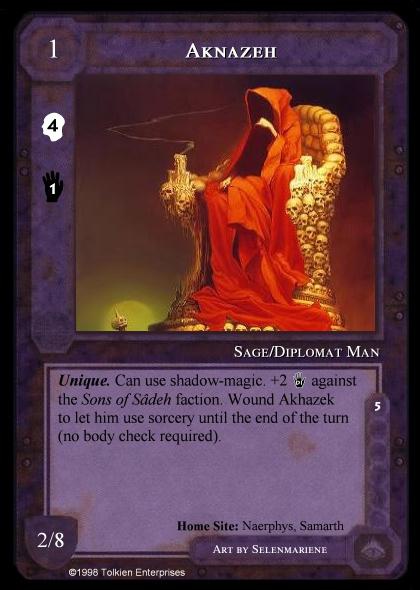 1
AKNAZEH
4
1
SAGE/DIPLOMAT MAN
Unique. Can use shadow-magic. +2 against
the Sons of Sâdeh faction. Wound Akhazek
to let him use sorcery until the end of the turn
(no body check required).
5
Home Site: Naerphys, Samarth
2/8
ART BY SELENMARIENE
©1998 Tolkien Enterprises